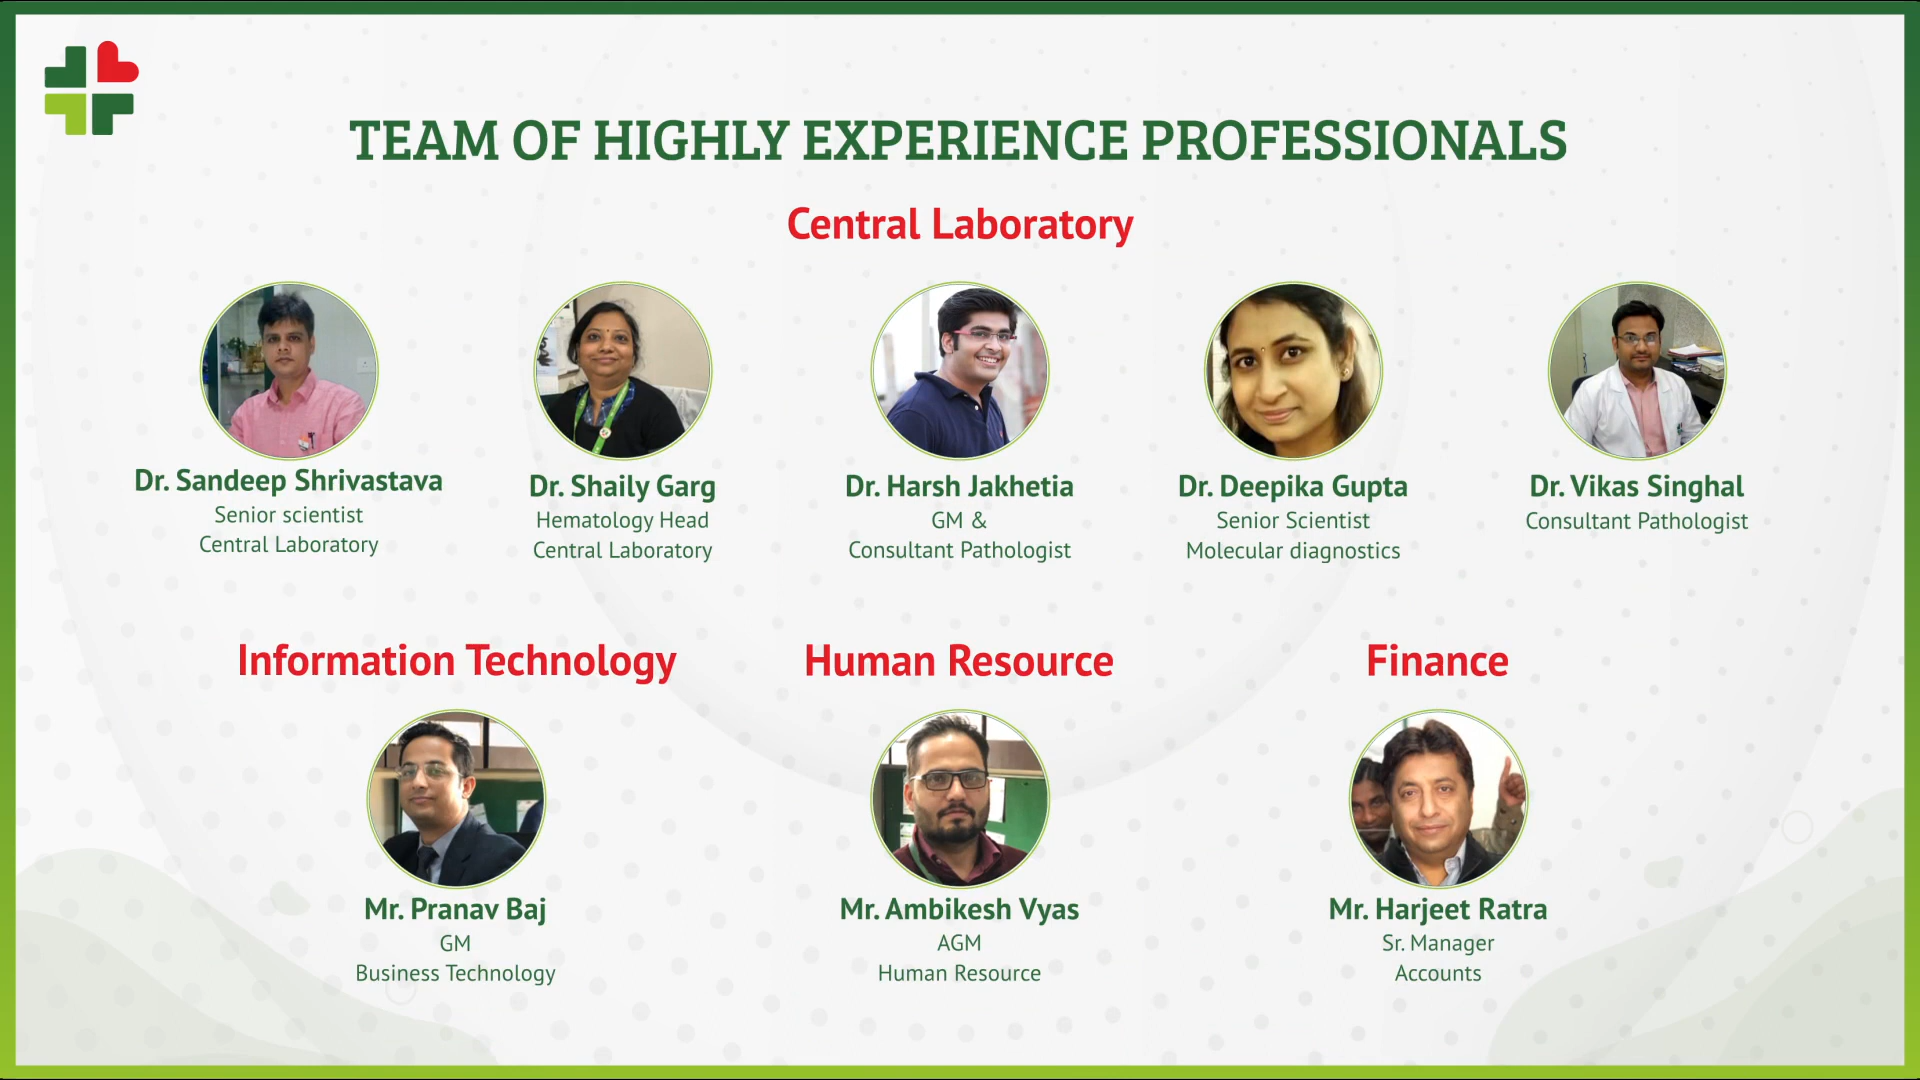 TEAM OF HIGHLY EXPERIENCE PROFESSIONALS
Central Laboratory
Dr. Sandeep Shrivastava
Senior scientist
Central Laboratory
Dr. Shaily Garg
Hematology Head
Central Laboratory
Dr. Harsh Jakhetia
GM &
Consultant Pathologist
Dr. Deepika Gupta
Senior Scientist
Molecular diagnostics
Dr. Vikas Singhal
Consultant Pathologist
Information Technology
Mr. Pranav Baj
GM
Business Technology
Human Resource
Mr. Ambikesh Vyas
AGM
Human Resource
Finance
Mr. Harjeet Ratra
Sr. Manager
Accounts